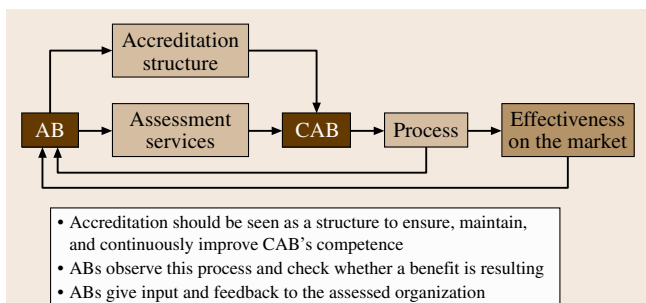 Accreditation
structure
AB
Assessment
services
CAB
Process
Effectiveness
on the market
• Accreditation should be seen as a structure to ensure, maintain,
and continuously improve CAB's competence
• ABs observe this process and check whether a benefit is resulting
• ABs give input and feedback to the assessed organization